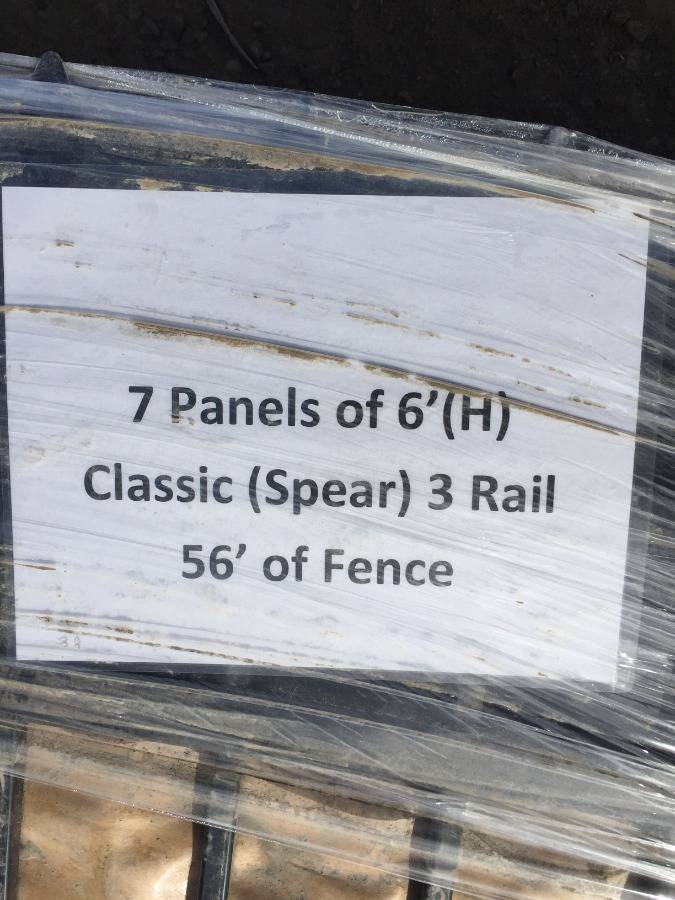 7 Panels of 6’(H)
Classic (Spear) 3 Rail
56’ of Fence